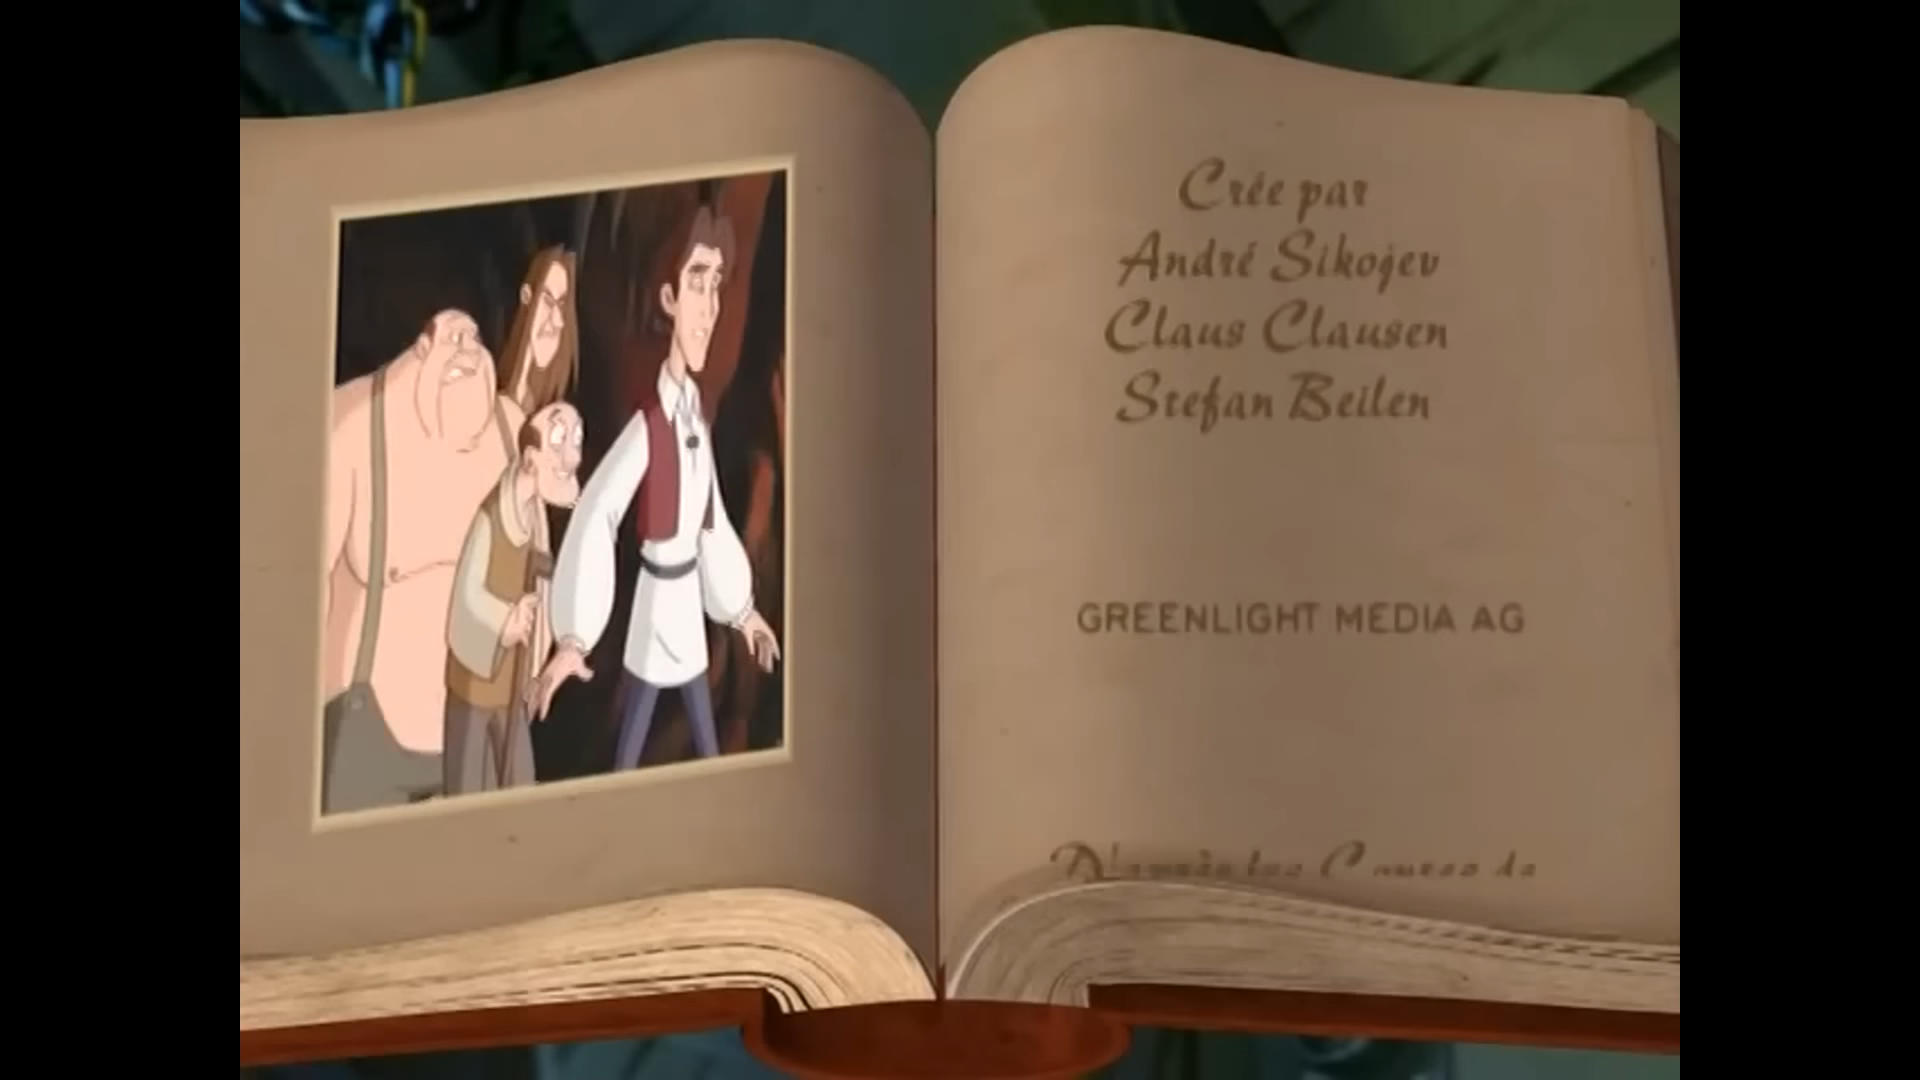 Crée par
André Sikojev
Claus Clausen
Stefan Beilen
GREENLIGHT MEDIA AG